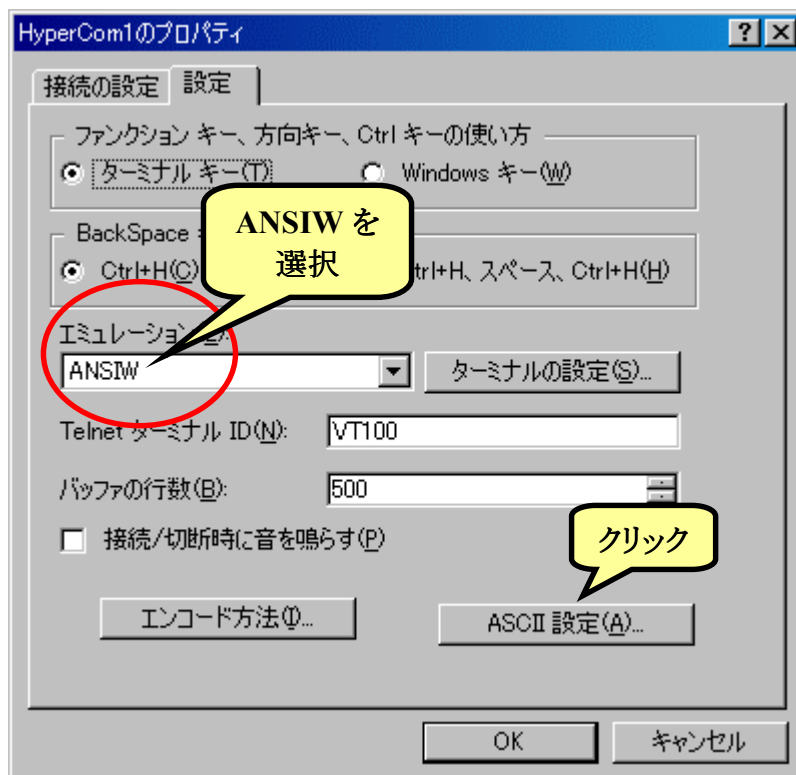 HyperCom1のプロパティ
接続の設定 設定
ファンクション キー、方向キー、Ctrl キーの使い方
ターミナル キー(T) Windows キー(W)
ANSIW を
選択
BackSpace
Ctrl+H(C) trl+H、スペース、Ctrl+H(H)
エミュレーション
ANSIW ターミナルの設定(S)...
Telnet ターミナル ID(N): VT100
バッファの行数(B): 500
接続/切断時に音を鳴らす(P)
クリック
エンコード方法(I)... ASCII 設定(A)...
OK キャンセル